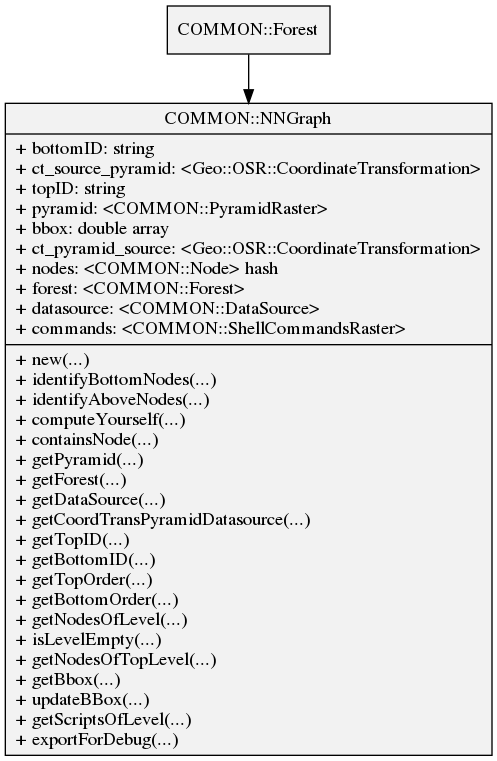 COMMON::Forest
COMMON::NNGraph
+ bottomID: string
+ ct_source_pyramid: <Geo::OSR::CoordinateTransformation>
+ topID: string
+ pyramid: <COMMON::PyramidRaster>
+ bbox: double array
+ ct_pyramid_source: <Geo::OSR::CoordinateTransformation>
+ nodes: <COMMON::Node> hash
+ forest: <COMMON::Forest>
+ datasource: <COMMON::DataSource>
+ commands: <COMMON::ShellCommandsRaster>
+ new(...)
+ identifyBottomNodes(...)
+ identifyAboveNodes(...)
+ computeYourself(...)
+ containsNode(...)
+ getPyramid(...)
+ getForest(...)
+ getDataSource(...)
+ getCoordTransPyramidDatasource(...)
+ getTopID(...)
+ getBottomID(...)
+ getTopOrder(...)
+ getBottomOrder(...)
+ getNodesOfLevel(...)
+ isLevelEmpty(...)
+ getNodesOfTopLevel(...)
+ getBbox(...)
+ updateBBox(...)
+ getScriptsOfLevel(...)
+ exportForDebug(...)